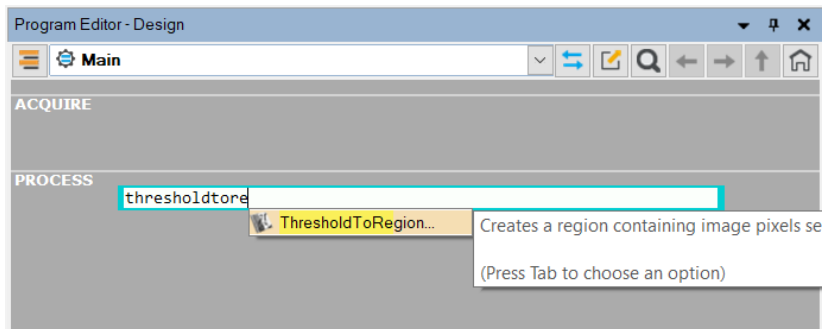 Program Editor - Design
Main
ACQUIRE
PROCESS
thresholdtore
ThresholdToRegion...
Creates a region containing image pixels se
(Press Tab to choose an option)